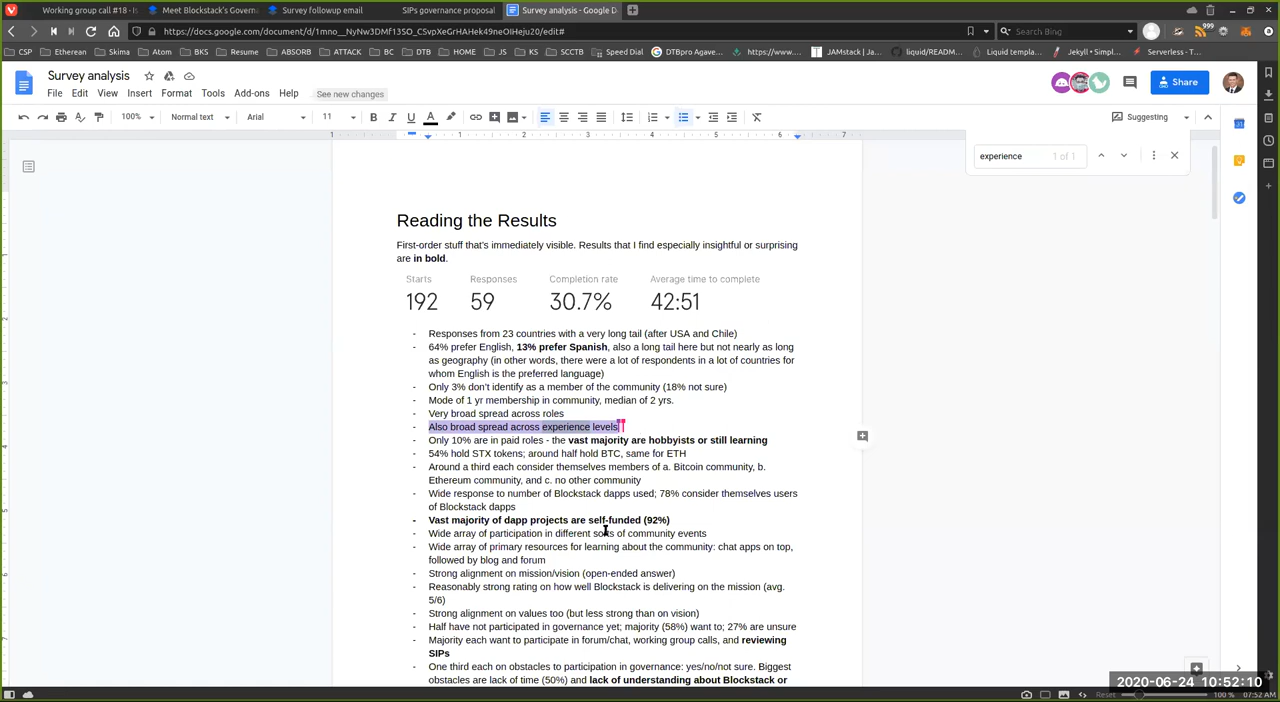 Working group call #18 - 
Meet Blockstack's Govern
Survey followup email
SIPs governance proposal
Survey analysis - Google D
https://docs.google.com/document/d/1mno__NyNw3DMf13SO_CSvpXeGrHAHek49neOIHeju20/edit#
Search Bing
999
CSP
Etherean
Skima
Atom
BKS
Resume
ABSORB
ATTACK
BC
DTB
HOME
JS
KS
SCCTB
Speed Dial
DTBpro Agave...
https://www....
JAMstack | Ja...
liquid/READM...
Liquid templa...
Jekyll • Simpl...
Serverless - T...
Survey analysis
File Edit View Insert Format Tools Add-ons Help See new changes
Share
100% Normal text Arial 11
Suggesting
1 1 2 3 4 5 6 7
experience 1 of 1
Reading the Results
First-order stuff that's immediately visible. Results that I find especially insightful or surprising
are in bold.
Starts Responses Completion rate Average time to complete
192 59 30.7% 42:51
- Responses from 23 countries with a very long tail (after USA and Chile)
- 64% prefer English, 13% prefer Spanish, also a long tail here but not nearly as long
as geography (in other words, there were a lot of respondents in a lot of countries for
whom English is the preferred language)
- Only 3% don't identify as a member of the community (18% not sure)
- Mode of 1 yr membership in community, median of 2 yrs.
- Very broad spread across roles
- Also broad spread across experience levels
- Only 10% are in paid roles - the vast majority are hobbyists or still learning
- 54% hold STX tokens; around half hold BTC, same for ETH
- Around a third each consider themselves members of a. Bitcoin community, b.
Ethereum community, and c. no other community
- Wide response to number of Blockstack dapps used; 78% consider themselves users
of Blockstack dapps
- Vast majority of dapp projects are self-funded (92%)
- Wide array of participation in different sorts of community events
- Wide array of primary resources for learning about the community: chat apps on top,
followed by blog and forum
- Strong alignment on mission/vision (open-ended answer)
- Reasonably strong rating on how well Blockstack is delivering on the mission (avg.
5/6)
- Strong alignment on values too (but less strong than on vision)
- Half have not participated in governance yet; majority (58%) want to; 27% are unsure
- Majority each want to participate in forum/chat, working group calls, and reviewing
SIPs
- One third each on obstacles to participation in governance: yes/no/not sure. Biggest
obstacles are lack of time (50%) and lack of understanding about Blockstack or
2020-06-24 10:52:10
Reset 100 % 07:52 AM